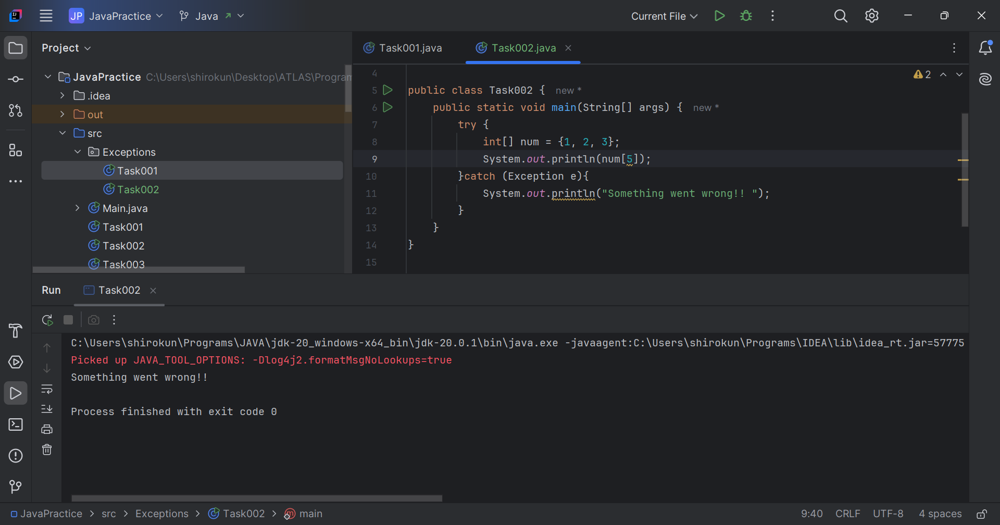 JP JavaPractice Java Current File
Project
Task001.java Task002.java
JavaPractice C:\Users\shirokun\Desktop\ATLAS\Program
.idea
out
src
Exceptions
Task001
Task002
Main.java
Task001
Task002
Task003
2
4
5 public class Task002 { new *
6 public static void main(String[] args) { new *
7 try {
8 int[] num = {1, 2, 3};
9 System.out.println(num[5]);
10 }catch (Exception e){
11 System.out.println("Something went wrong!! ");
12 }
13 }
14 }
15
Run Task002
C:\Users\shirokun\Programs\JAVA\jdk-20_windows-x64_bin\jdk-20.0.1\bin\java.exe -javaagent:C:\Users\shirokun\Programs\IDEA\lib\idea_rt.jar=57775
Picked up JAVA_TOOL_OPTIONS: -Dlog4j2.formatMsgNoLookups=true
Something went wrong!!
Process finished with exit code 0
JavaPractice > src > Exceptions > Task002 > main 9:40 CRLF UTF-8 4 spaces